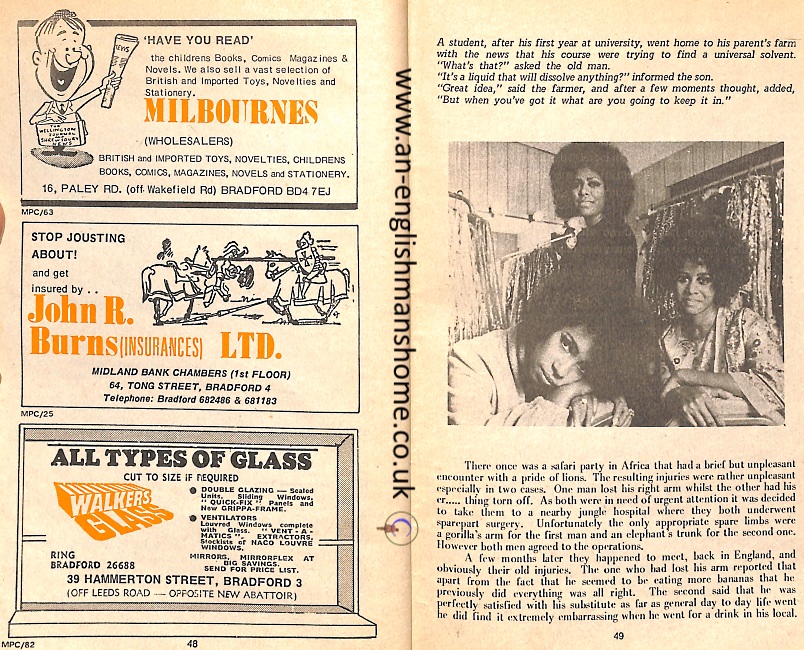 'HAVE YOU READ'
the childrens Books, Comics Magazines &
Novels. We also sell a vast selection of
British and Imported Toys, Novelties and
Stationery.
NEWS
THE
WELLINGTON
JOURNAL
SHREWSBURY
NEWS
MILBOURNES
(WHOLESALERS)
BRITISH and IMPORTED TOYS, NOVELTIES, CHILDRENS
BOOKS, COMICS, MAGAZINES, NOVELS and STATIONERY.
16, PALEY RD. (off Wakefield Rd) BRADFORD BD4 7EJ
MPC/63
STOP JOUSTING
ABOUT!
and get
insured by . .
John R.
Burns (INSURANCES) LTD.
MIDLAND BANK CHAMBERS (1st FLOOR)
64, TONG STREET, BRADFORD 4
Telephone: Bradford 682486 & 681183
MPC/25
ALL TYPES OF GLASS
CUT TO SIZE IF REQUIRED
WALKERS
GLASS
● DOUBLE GLAZING — Sealed
Units, Sliding Windows,
"QUICK-FIX" Panels and
New GRIPPA-FRAME.
● VENTILATORS
Louvred Windows complete
with Glass. "VENT-A-
MATICS", EXTRACTORS,
Stockists of NACO LOUVRE
WINDOWS.
MIRRORS, MIRRORFLEX AT
BIG SAVINGS.
SEND FOR PRICE LIST.
RING
BRADFORD 26688
39 HAMMERTON STREET, BRADFORD 3
(OFF LEEDS ROAD — OPPOSITE NEW ABATTOIR)
MPC/82
48
www.an-englishmanshome.co.uk
A student, after his first year at university, went home to his parent's farm
with the news that his course were trying to find a universal solvent.
"What's that?" asked the old man.
"It's a liquid that will dissolve anything?" informed the son.
"Great idea," said the farmer, and after a few moments thought, added,
"But when you've got it what are you going to keep it in."
There once was a safari party in Africa that had a brief but unpleasant
encounter with a pride of lions. The resulting injuries were rather unpleasant
especially in two cases. One man lost his right arm whilst the other had his
er..... thing torn off. As both were in need of urgent attention it was decided
to take them to a nearby jungle hospital where they both underwent
sparepart surgery. Unfortunately the only appropriate spare limbs were
a gorilla's arm for the first man and an elephant's trunk for the second one.
However both men agreed to the operations.
A few months later they happened to meet, back in England, and
obviously their old injuries. The one who had lost his arm reported that
apart from the fact that he seemed to be eating more bananas that he
previously did everything was all right. The second said that he was
perfectly satisfied with his substitute as far as general day to day life went
he did find it extremely embarrassing when he went for a drink in his local.
49